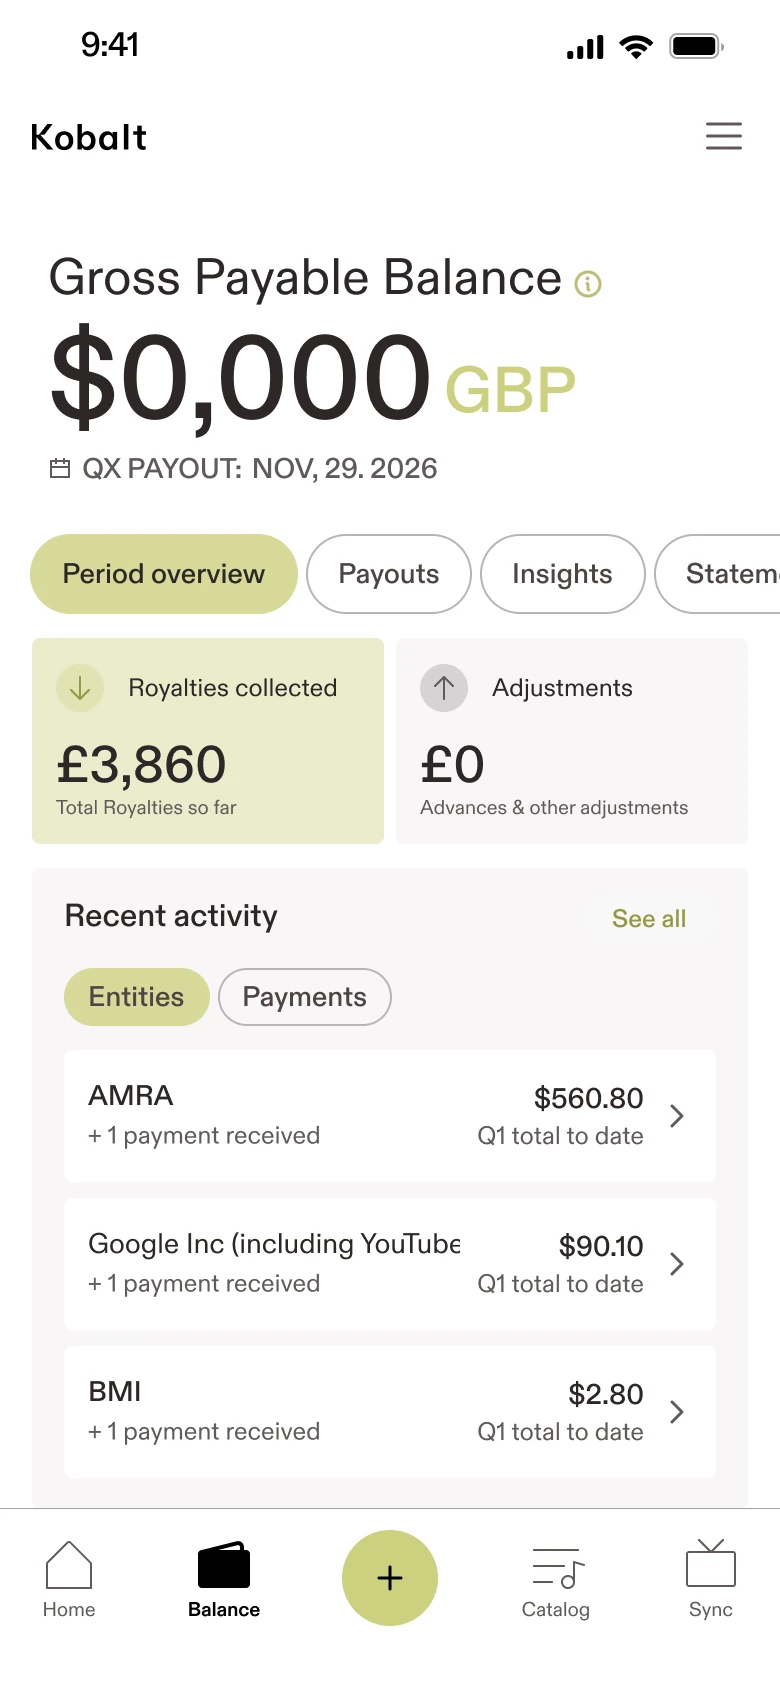 9:41
Kobalt
Gross Payable Balance
$0,000 GBP
QX PAYOUT: NOV, 29. 2026
Period overview Payouts Insights Statem
Royalties collected
£3,860
Total Royalties so far
Adjustments
£0
Advances & other adjustments
Recent activity See all
Entities Payments
AMRA $560.80
+ 1 payment received Q1 total to date
Google Inc (including YouTube $90.10
+ 1 payment received Q1 total to date
BMI $2.80
+ 1 payment received Q1 total to date
Home Balance + Catalog Sync